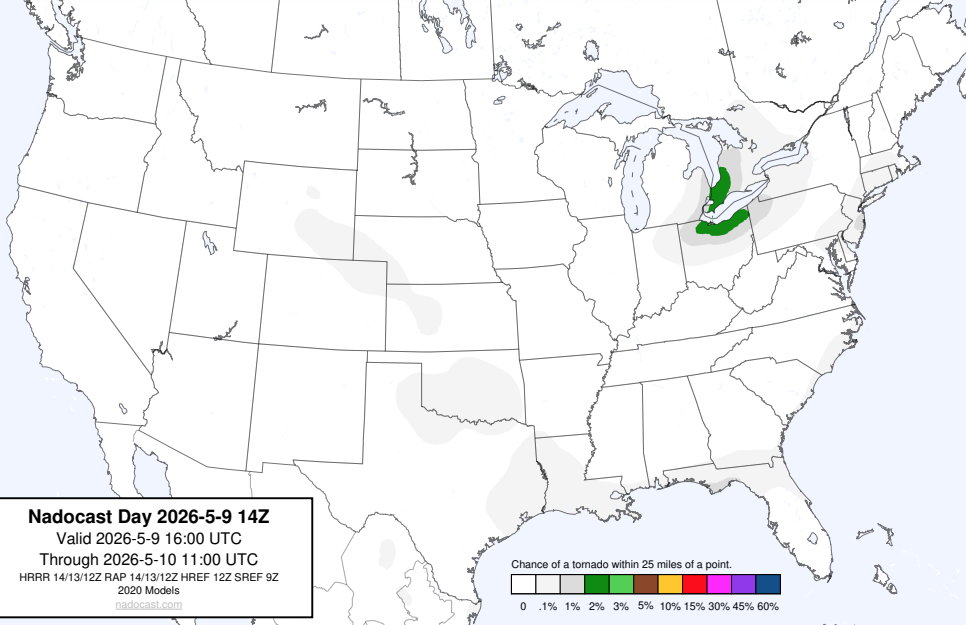 Nadocast Day 2026-5-9 14Z
Valid 2026-5-9 16:00 UTC
Through 2026-5-10 11:00 UTC
HRRR 14/13/12Z RAP 14/13/12Z HREF 12Z SREF 9Z
2020 Models
nadocast.com
Chance of a tornado within 25 miles of a point.
0 .1% 1% 2% 3% 5% 10% 15% 30% 45% 60%